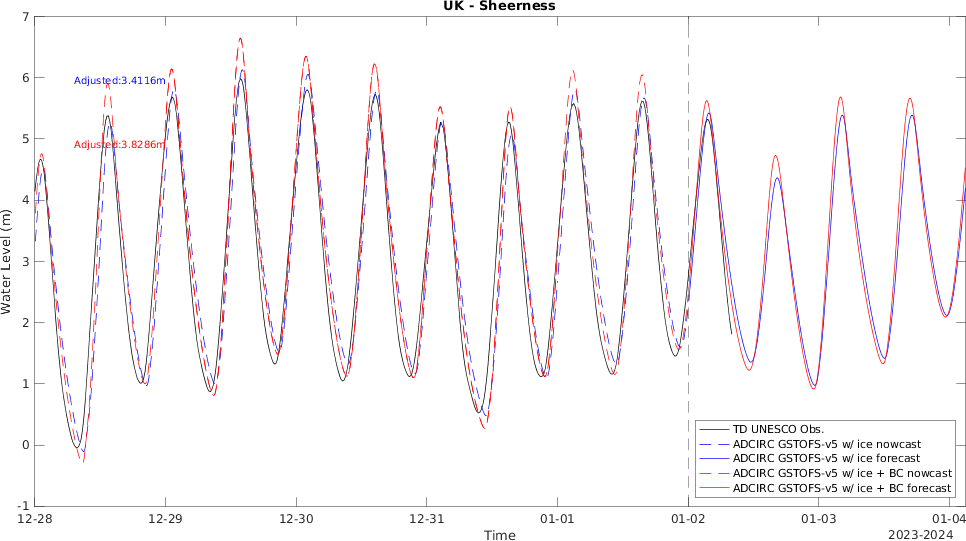 UK - Sheerness
7
6
5
4
3
2
1
0
-1
Water Level (m)
Adjusted:3.4116m
Adjusted:3.8286m
TD UNESCO Obs.
ADCIRC GSTOFS-v5 w/ ice nowcast
ADCIRC GSTOFS-v5 w/ ice forecast
ADCIRC GSTOFS-v5 w/ ice + BC nowcast
ADCIRC GSTOFS-v5 w/ ice + BC forecast
12-28 12-29 12-30 12-31 01-01 01-02 01-03 01-04
Time
2023-2024